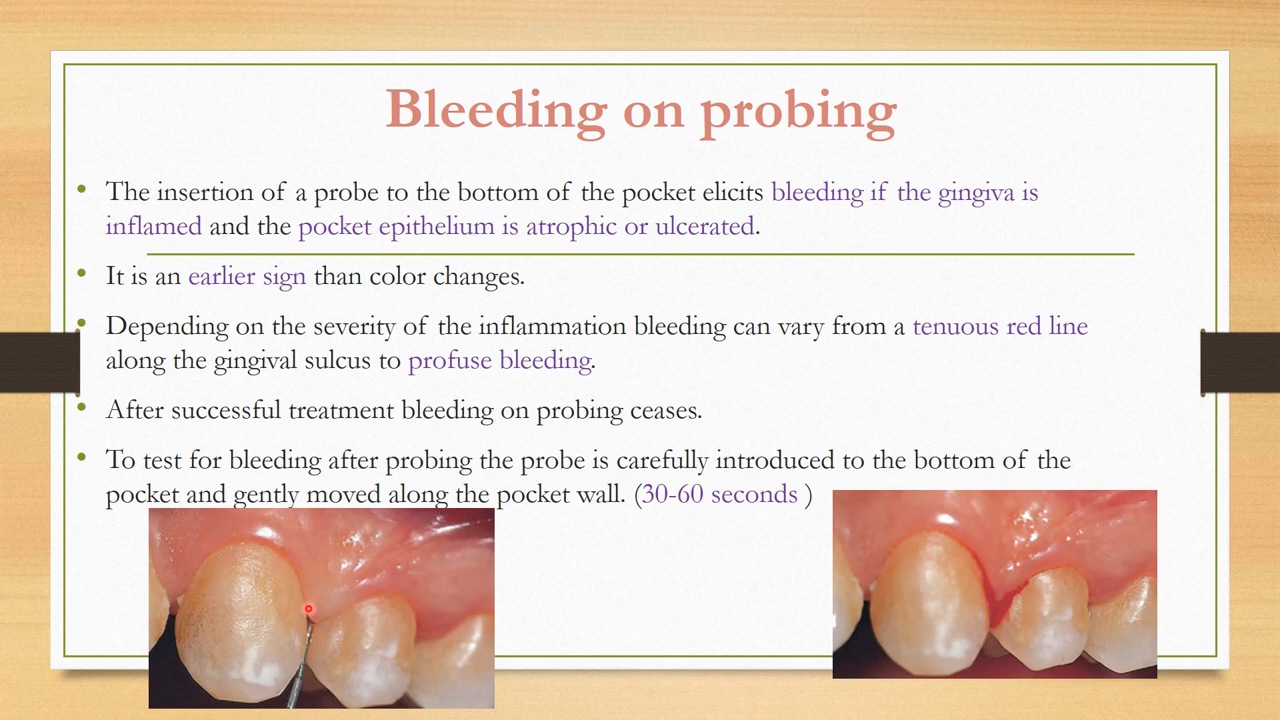 Bleeding on probing
• The insertion of a probe to the bottom of the pocket elicits bleeding if the gingiva is
inflamed and the pocket epithelium is atrophic or ulcerated.
• It is an earlier sign than color changes.
• Depending on the severity of the inflammation bleeding can vary from a tenuous red line
along the gingival sulcus to profuse bleeding.
• After successful treatment bleeding on probing ceases.
• To test for bleeding after probing the probe is carefully introduced to the bottom of the
pocket and gently moved along the pocket wall. (30-60 seconds )